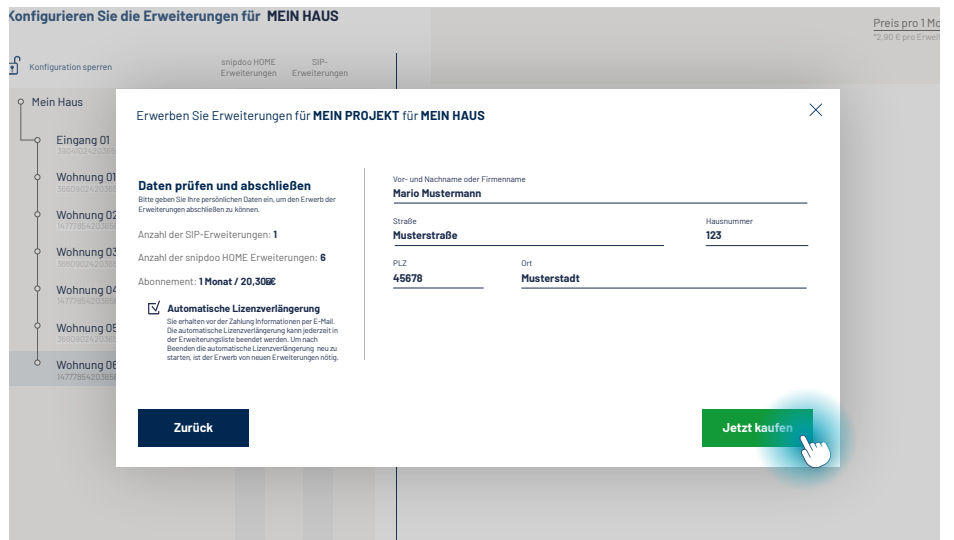 Konfigurieren Sie die Erweiterungen für MEIN HAUS
Preis pro 1 Mo
*2,90 € pro Erweit
Konfiguration sperren
snipdoo HOME
Erweiterungen
SIP-
Erweiterungen
Mein Haus
Eingang 01
Wohnung 01
Wohnung 02
Wohnung 03
Wohnung 04
Wohnung 05
Wohnung 06
Erwerben Sie Erweiterungen für MEIN PROJEKT für MEIN HAUS
Daten prüfen und abschließen
Bitte geben Sie Ihre persönlichen Daten ein, um den Erwerb der
Erweiterungen abschließen zu können.
Anzahl der SIP-Erweiterungen: 1
Anzahl der snipdoo HOME Erweiterungen: 6
Abonnement: 1 Monat / 20,30 €
Automatische Lizenzverlängerung
Sie erhalten vor der Zahlung Informationen per E-Mail.
Die automatische Lizenzverlängerung kann jederzeit in
der Erweiterungsliste beendet werden. Um nach
Beenden die automatische Lizenzverlängerung neu zu
starten, ist der Erwerb von neuen Erweiterungen nötig.
Vor- und Nachname oder Firmenname
Mario Mustermann
Straße
Musterstraße
Hausnummer
123
PLZ
45678
Ort
Musterstadt
Zurück
Jetzt kaufen